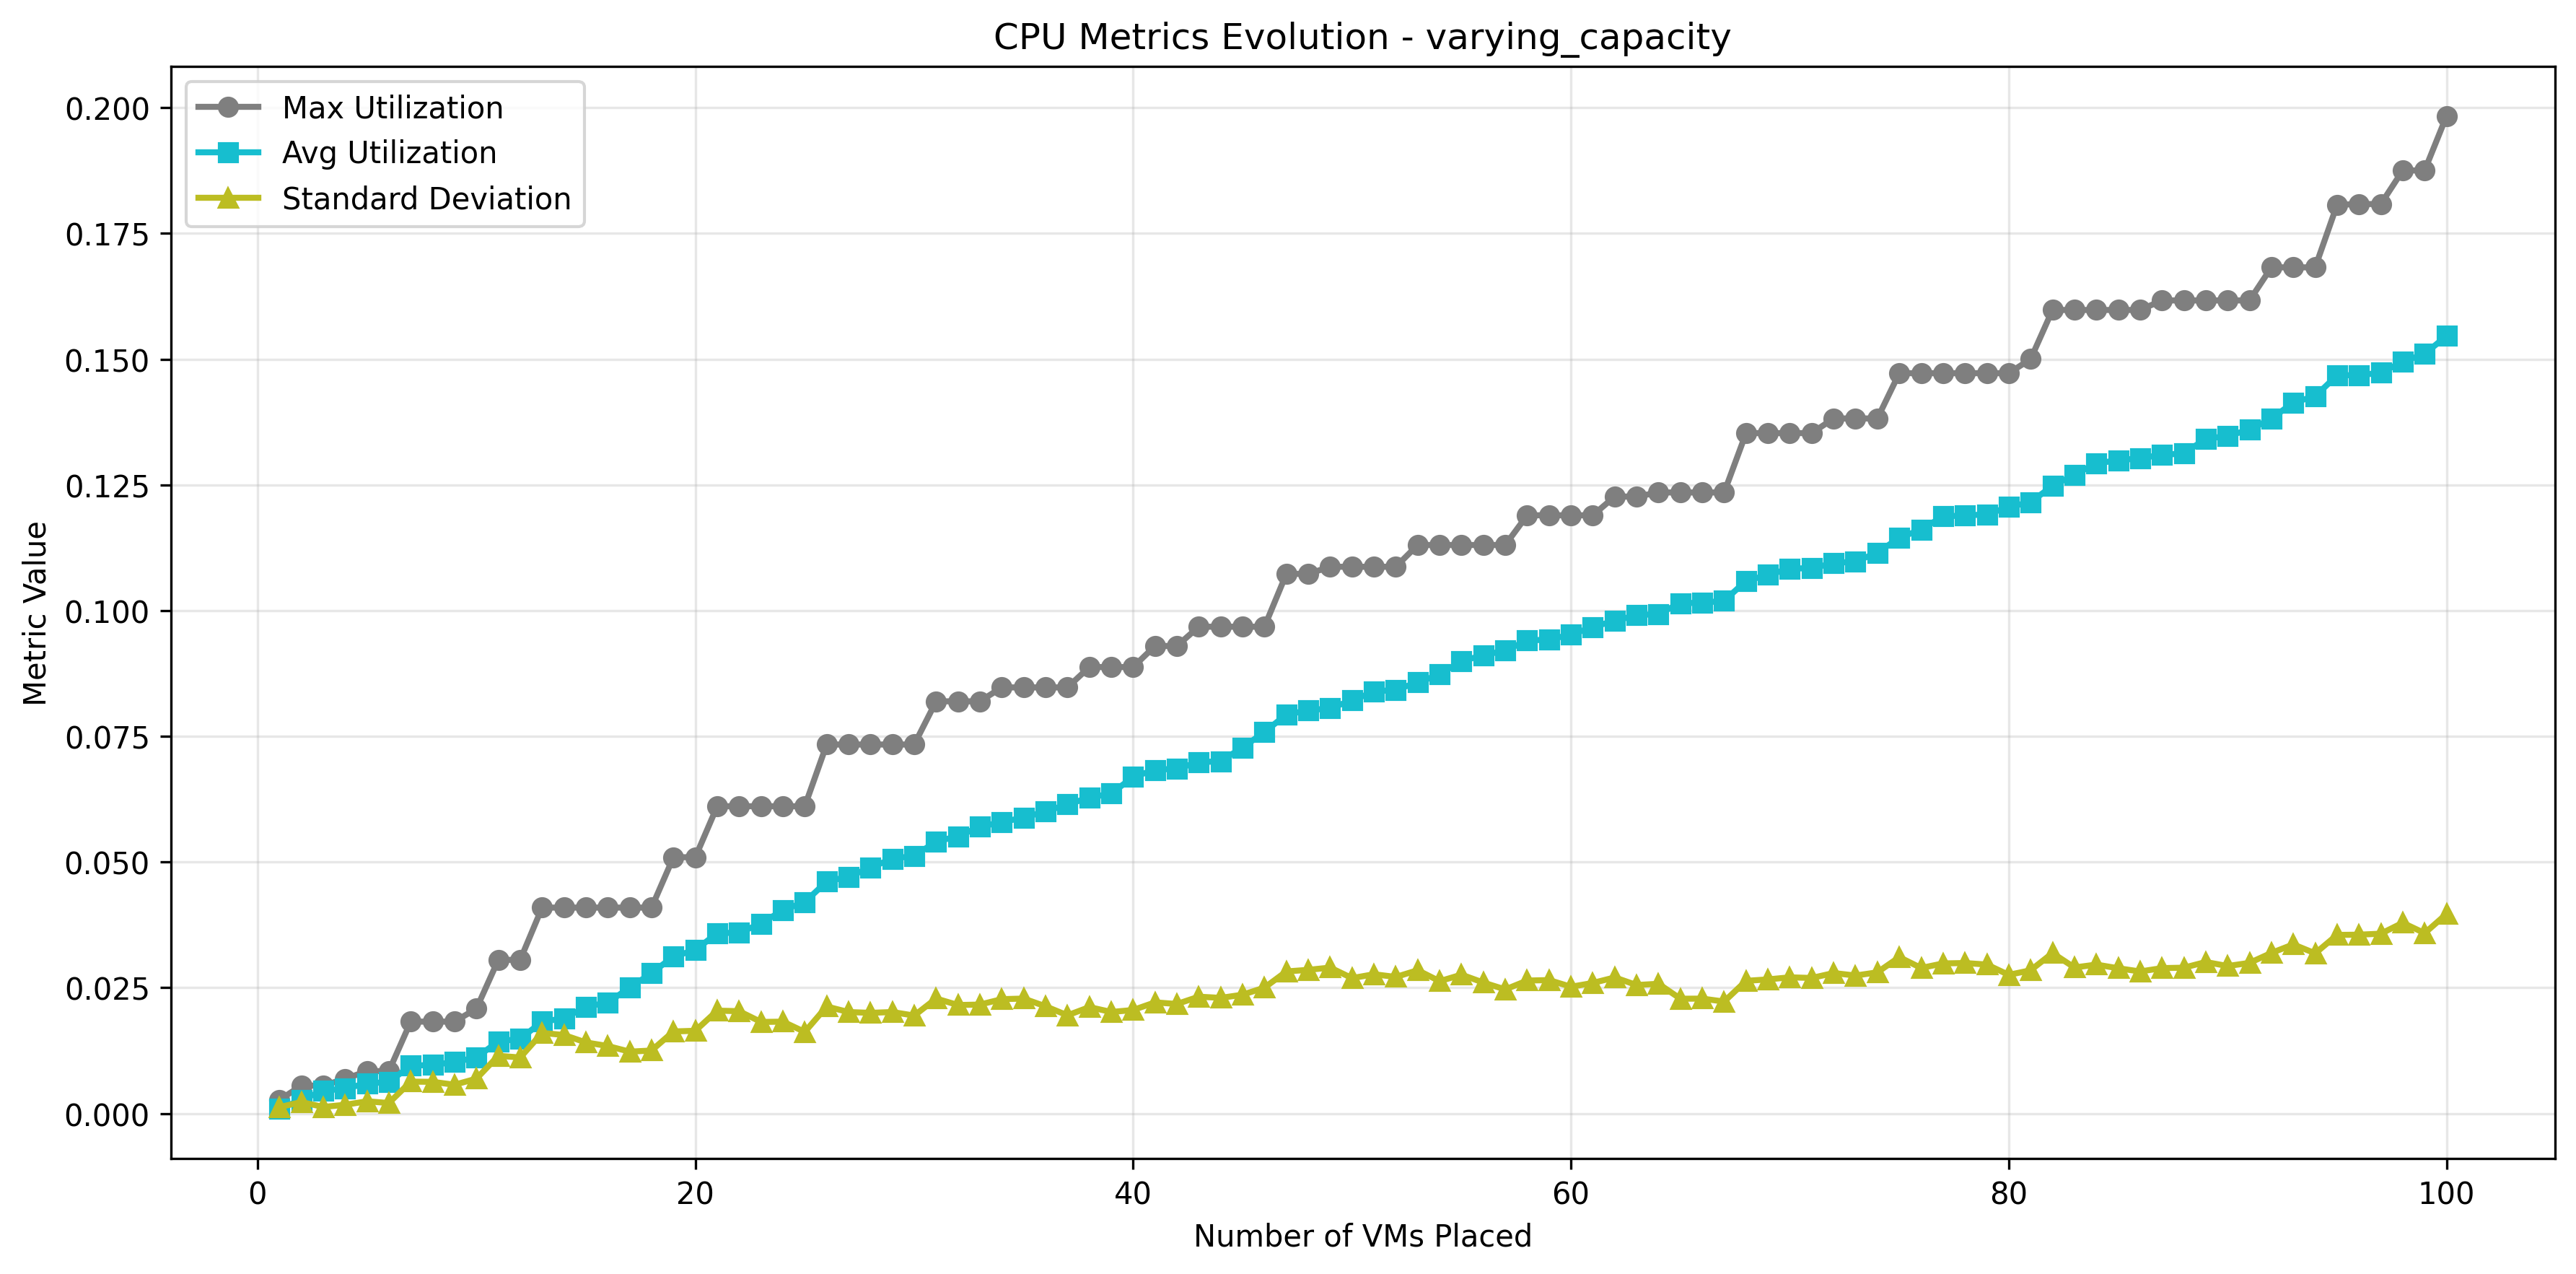 CPU Metrics Evolution - varying_capacity
Max Utilization
Avg Utilization
Standard Deviation
0.200
0.175
0.150
0.125
0.100
0.075
0.050
0.025
0.000
Metric Value
0 20 40 60 80 100
Number of VMs Placed